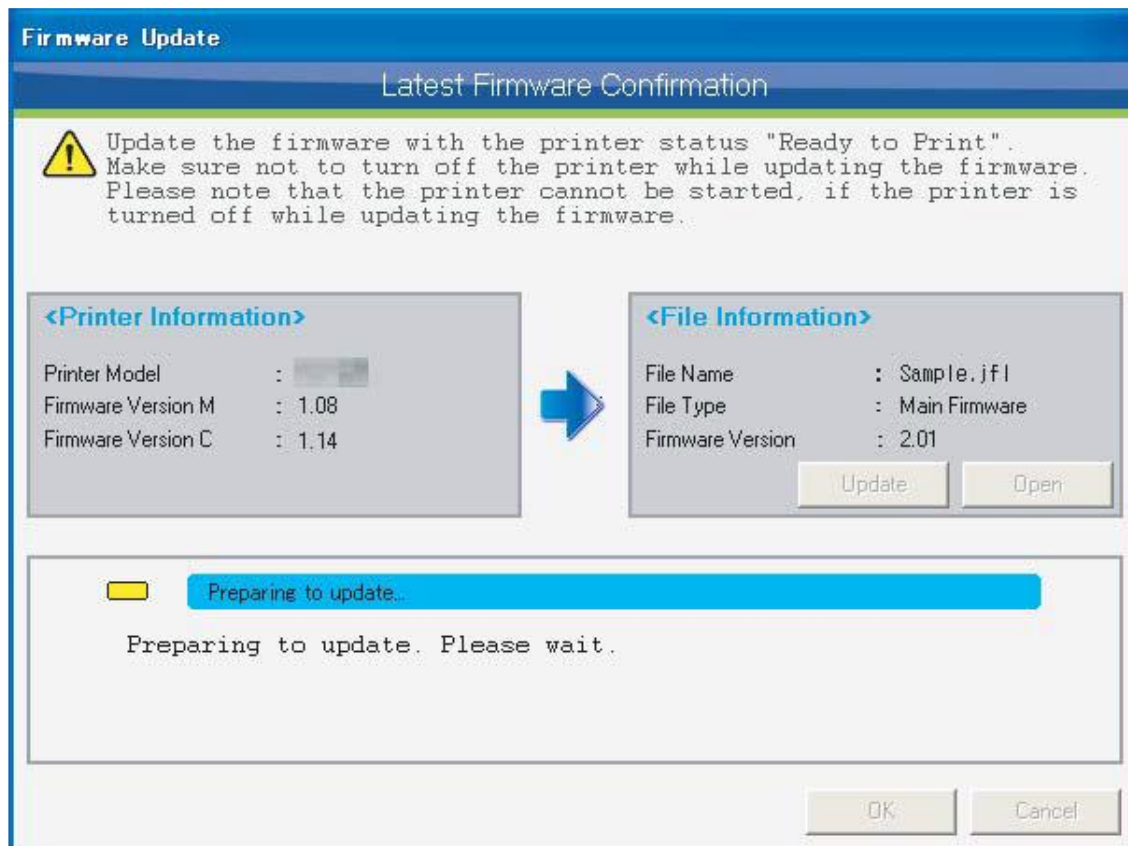 Firmware Update
Latest Firmware Confirmation
Update the firmware with the printer status "Ready to Print".
Make sure not to turn off the printer while updating the firmware.
Please note that the printer cannot be started, if the printer is
turned off while updating the firmware.
<Printer Information>
Printer Model :
Firmware Version M : 1.08
Firmware Version C : 1.14
<File Information>
File Name : Sample.jfl
File Type : Main Firmware
Firmware Version : 2.01
Update Open
Preparing to update...
Preparing to update. Please wait.
OK Cancel